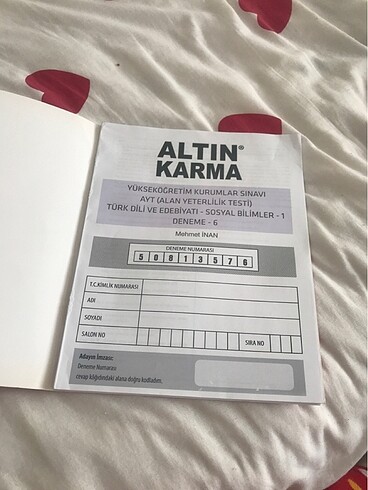 ALTIN®
KARMA
YÜKSEKÖĞRETİM KURUMLAR SINAVI
AYT (ALAN YETERLİLİK TESTİ)
TÜRK DİLİ VE EDEBİYATI - SOSYAL BİLİMLER - 1
DENEME - 6
Mehmet İNAN
DENEME NUMARASI
5 0 8 1 3 5 7 6
T.C.KİMLİK NUMARASI
ADI
SOYADI
SALON NO SIRA NO
Adayın İmzası:
Deneme Numarası
cevap kâğıdındaki alana doğru kodladım.